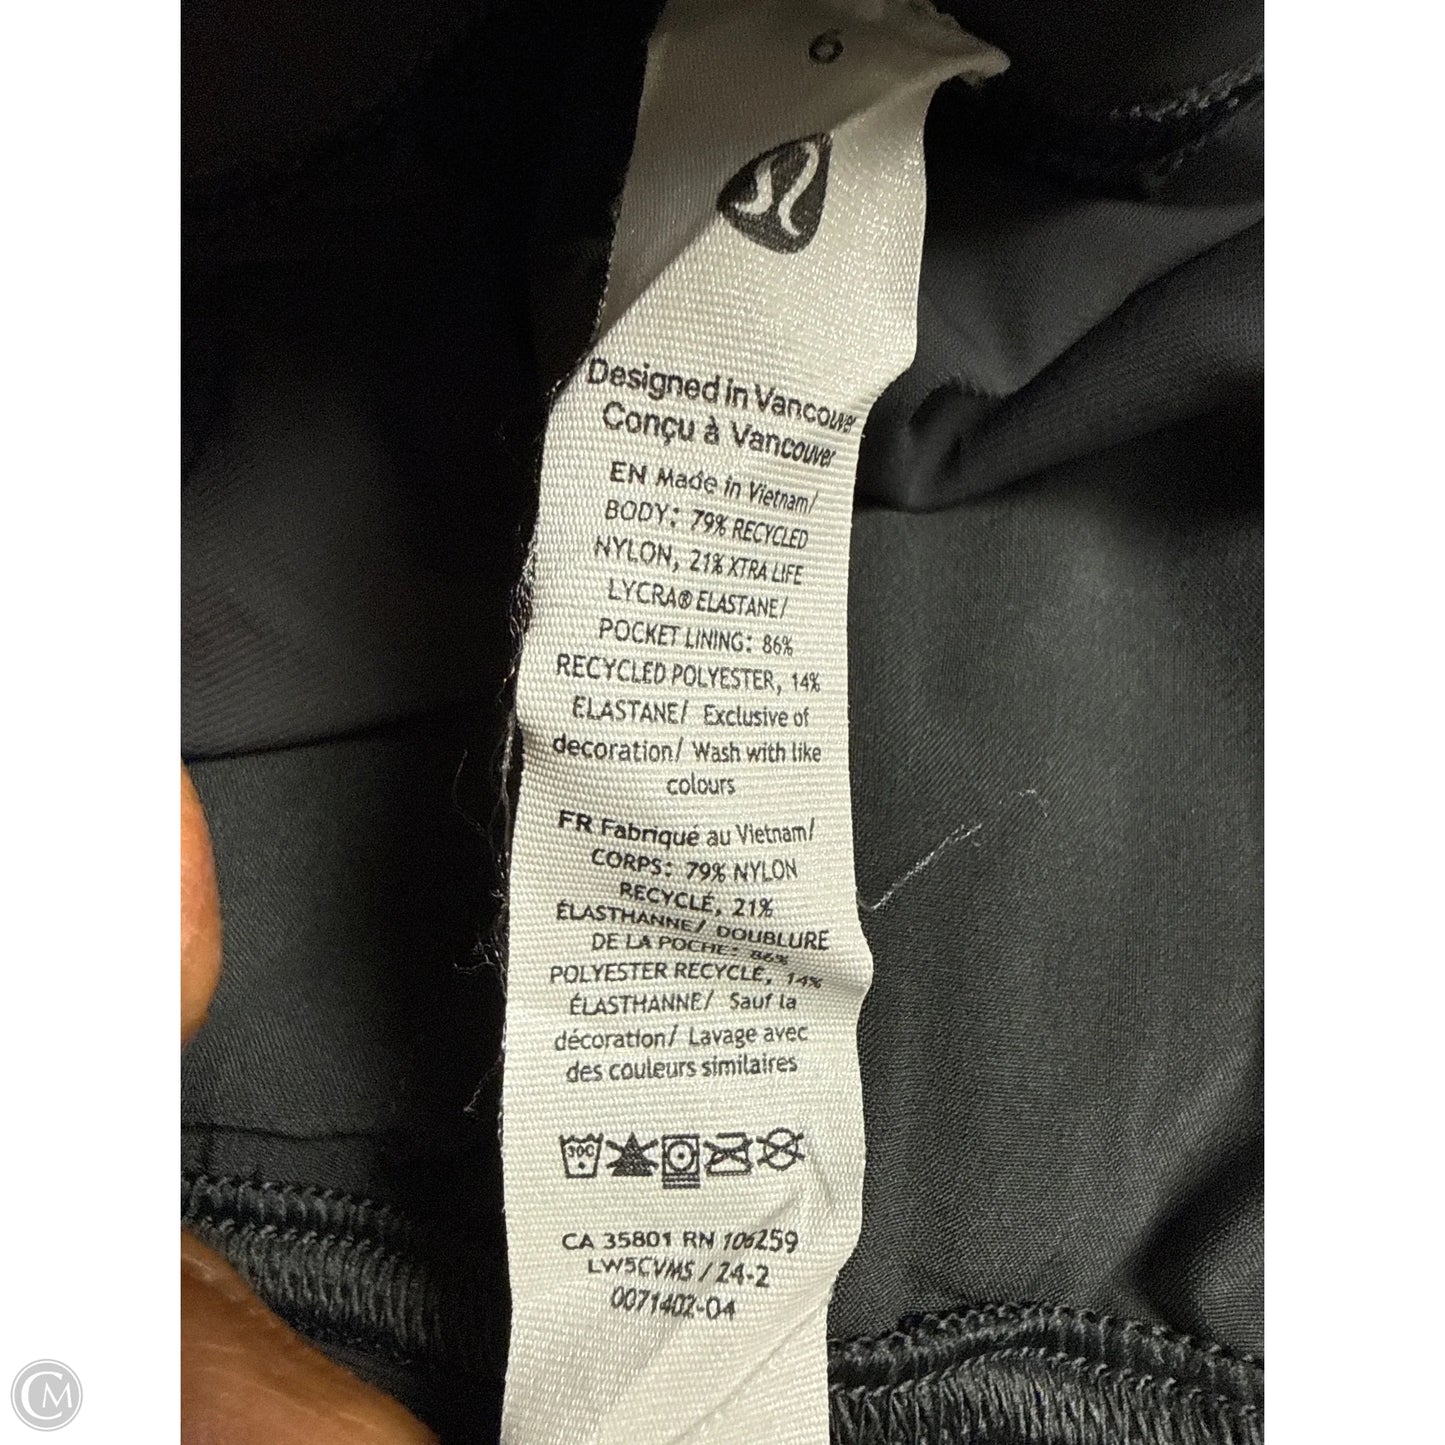 6
Designed in Vancouver
Conçu à Vancouver
EN Made in Vietnam/
BODY: 79% RECYCLED
NYLON, 21% XTRA LIFE
LYCRA® ELASTANE/
POCKET LINING: 86%
RECYCLED POLYESTER, 14%
ELASTANE/ Exclusive of
decoration/ Wash with like
colours
FR Fabriqué au Vietnam/
CORPS: 79% NYLON
RECYCLÉ, 21%
ÉLASTHANNE/ DOUBLURE
DE LA POCHE: 86%
POLYESTER RECYCLÉ, 14%
ÉLASTHANNE/ Sauf la
décoration/ Lavage avec
des couleurs similaires
30C
CA 35801 RN 106259
LW5CVMS / 24-2
0071402-04
CM